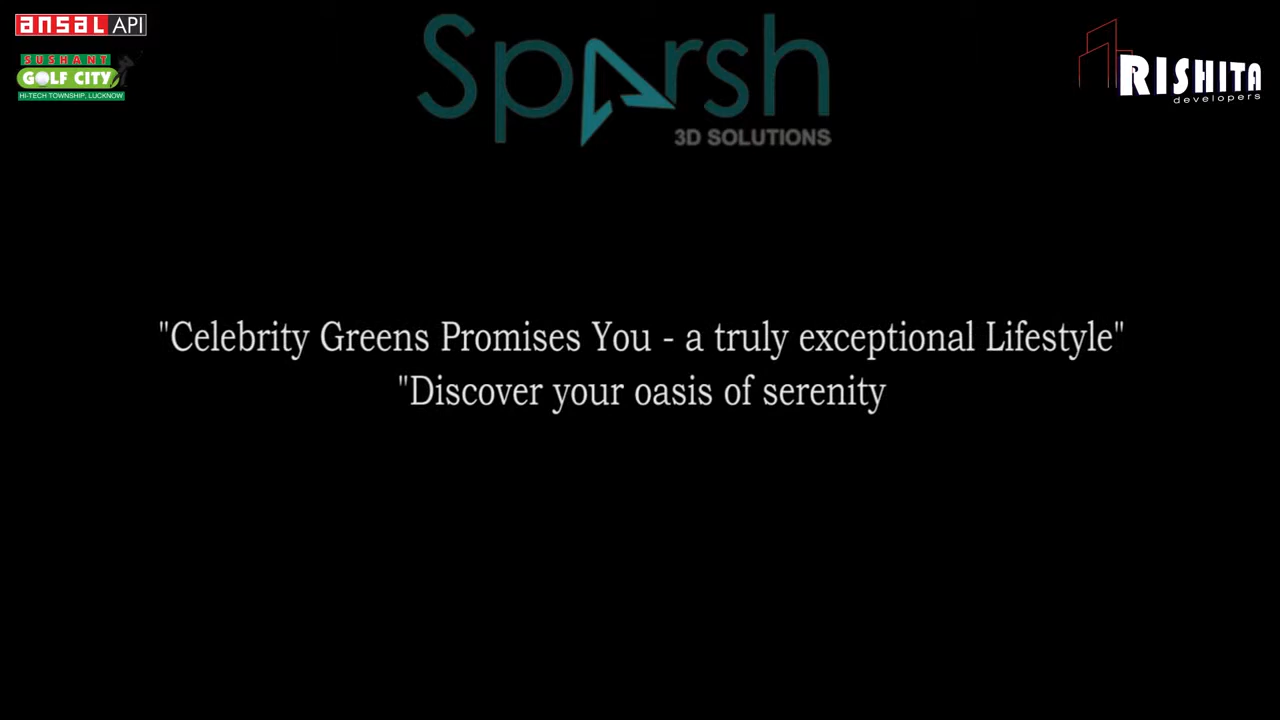 ansal API
SUSHANT
GOLF CITY
HI-TECH TOWNSHIP, LUCKNOW
Sparsh
3D SOLUTIONS
RISHITA
developers
"Celebrity Greens Promises You - a truly exceptional Lifestyle"
"Discover your oasis of serenity